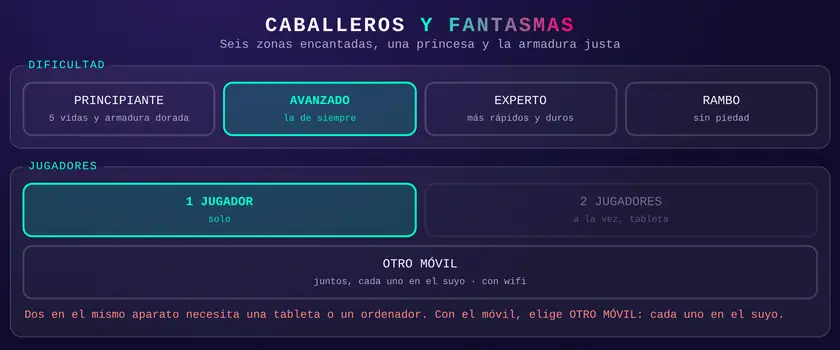 CABALLEROS Y FANTASMAS
Seis zonas encantadas, una princesa y la armadura justa
DIFICULTAD
PRINCIPIANTE
5 vidas y armadura dorada
AVANZADO
la de siempre
EXPERTO
más rápidos y duros
RAMBO
sin piedad
JUGADORES
1 JUGADOR
solo
2 JUGADORES
a la vez, tableta
OTRO MÓVIL
juntos, cada uno en el suyo · con wifi
Dos en el mismo aparato necesita una tableta o un ordenador. Con el móvil, elige OTRO MÓVIL: cada uno en el suyo.